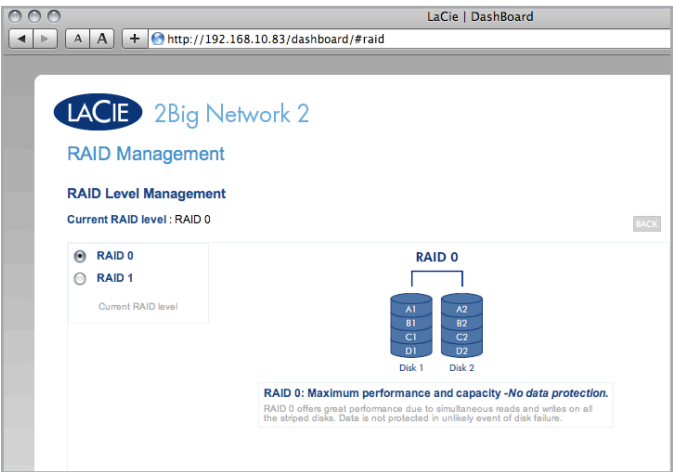 LaCie | DashBoard
A A + http://192.168.10.83/dashboard/#raid
LACIE 2Big Network 2
RAID Management
RAID Level Management
Current RAID level : RAID 0
BACK
RAID 0
RAID 1
Current RAID level
RAID 0
A1 A2
B1 B2
C1 C2
D1 D2
Disk 1 Disk 2
RAID 0: Maximum performance and capacity -No data protection.
RAID 0 offers great performance due to simultaneous reads and writes on all
the striped disks. Data is not protected in unlikely event of disk failure.